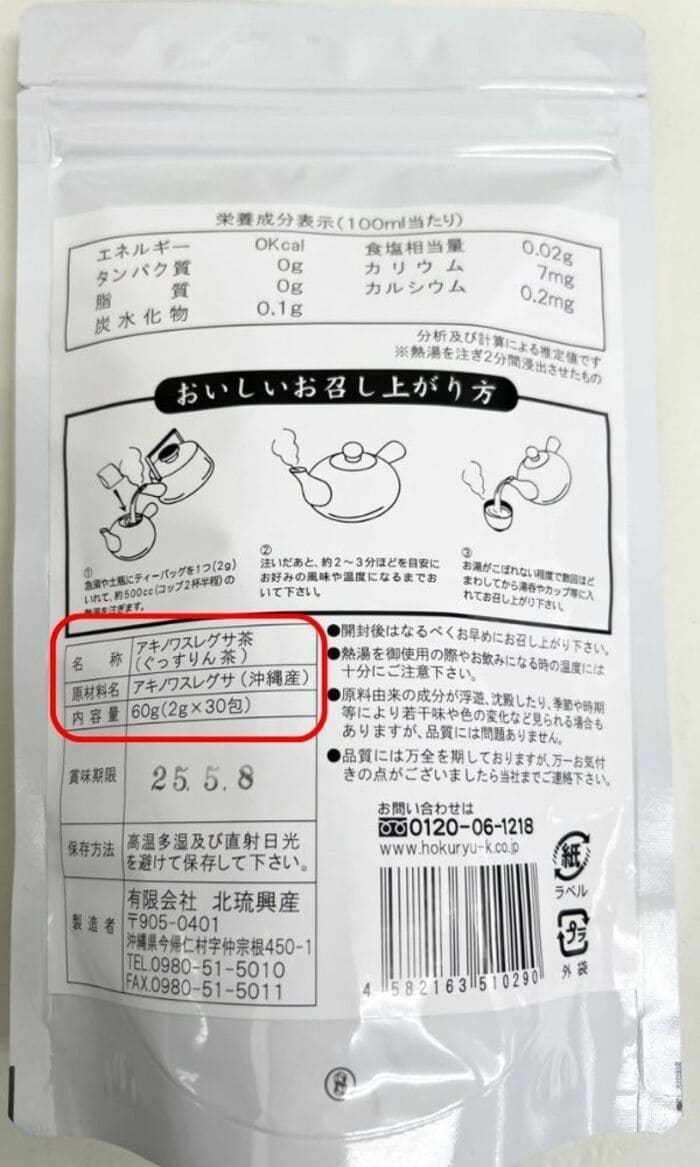 栄養成分表示(100ml当たり)
エネルギー 0Kcal 食塩相当量 0.02g
タンパク質 0g カリウム 7mg
脂質 0g カルシウム 0.2mg
炭水化物 0.1g
分析及び計算による推定値です
※熱湯を注ぎ2分間浸出させたもの
おいしいお召し上がり方
①
急須や土瓶にティーバッグを1つ(2g)
いれて、約500cc(コップ2杯半程)の
熱湯を注ぎます。
②
注いだあと、約2~3分ほどを目安に
お好みの風味や温度になるまでお
いて下さい。
③
お湯がこぼれない程度で数回ほど
まわしてから湯呑やカップ等に入
れてお召し上がり下さい。
名称 アキノワスレグサ茶
(ぐっすりん茶)
原材料名 アキノワスレグサ(沖縄産)
内容量 60g(2g×30包)
賞味期限 25.5.8
保存方法 高温多湿及び直射日光
を避けて保存して下さい。
製造者 有限会社 北琉興産
〒905-0401
沖縄県今帰仁村字仲宗根450-1
TEL.0980-51-5010
FAX.0980-51-5011
●開封後はなるべくお早めにお召し上がり下さい。
●熱湯を御使用の際やお飲みになる時の温度には
十分にご注意下さい。
●原料由来の成分が浮遊、沈殿したり、季節や時期
等により若干味や色の変化など見られる場合も
ありますが、品質には問題ありません。
●品質には万全を期しておりますが、万一お気付
きの点がございましたら当社までご連絡下さい。
お問い合わせは
0120-06-1218
www.hokuryu-k.co.jp
4 582163 510290
紙
ラベル
プラ
外袋